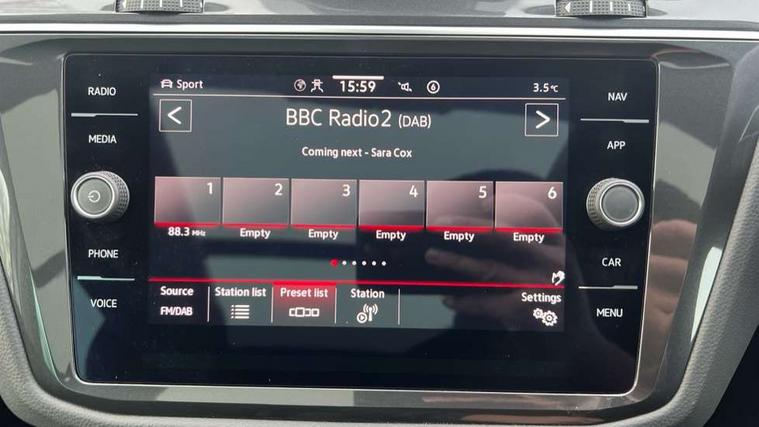 RADIO
MEDIA
PHONE
VOICE
Sport
15:59
6
3.5°C
BBC Radio2 (DAB)
Coming next - Sara Cox
1 2 3 4 5 6
88.3 MHz Empty Empty Empty Empty Empty
Source Station list Preset list Station Settings
FM/DAB
NAV
APP
CAR
MENU